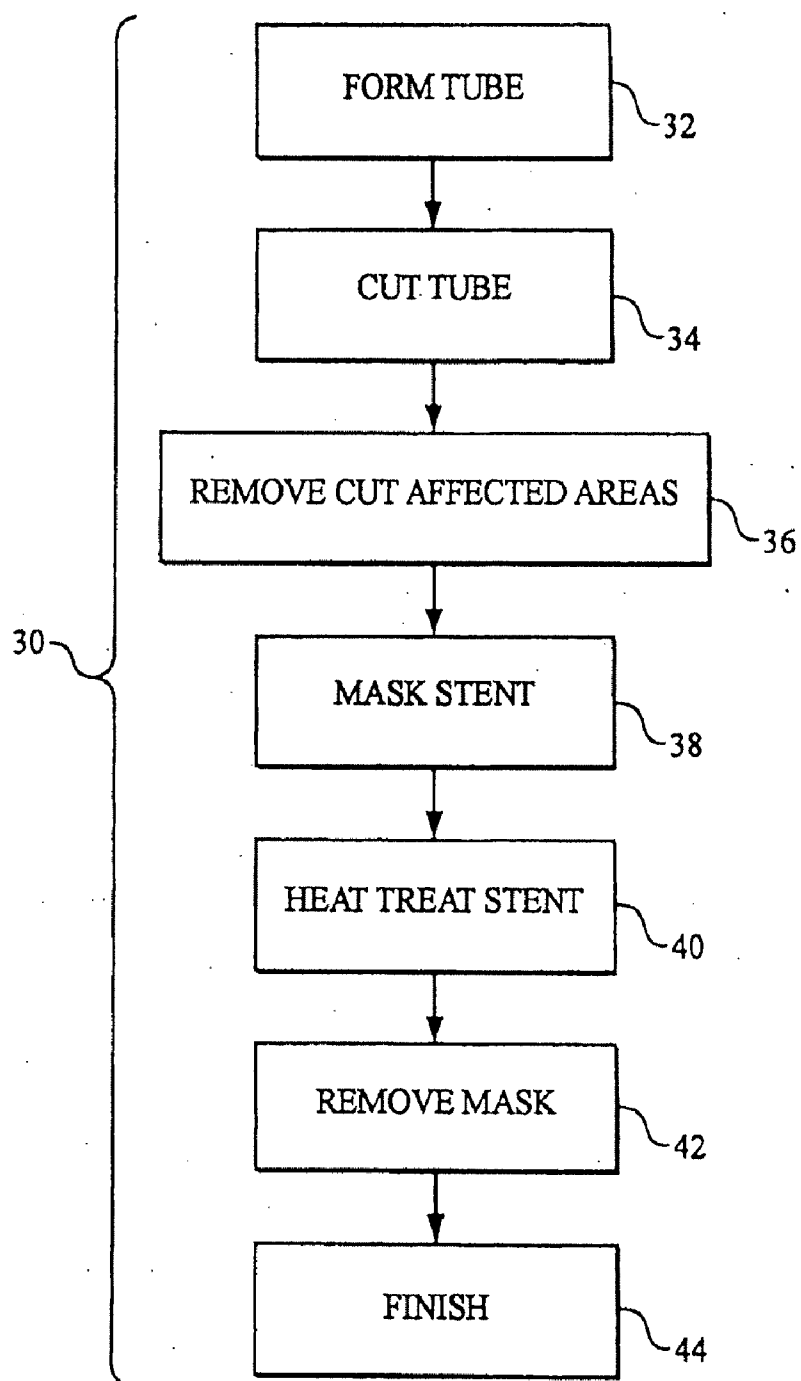 FORM TUBE
32
CUT TUBE
34
REMOVE CUT AFFECTED AREAS
36
30
MASK STENT
38
HEAT TREAT STENT
40
REMOVE MASK
42
FINISH
44